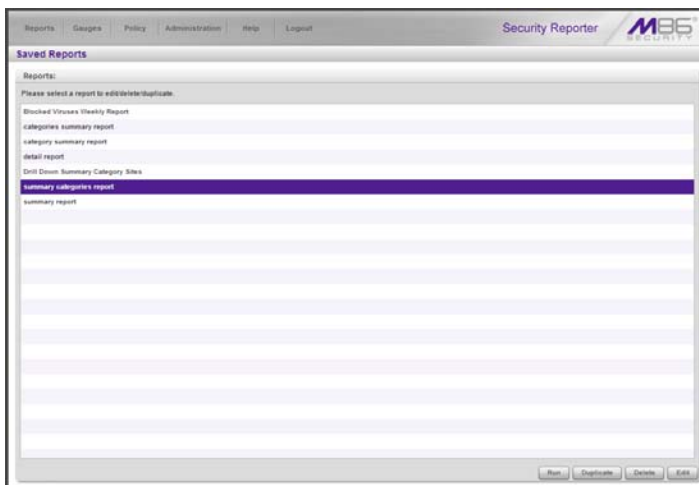 Reports Gauges Policy Administration Help Logout Security Reporter M86 SECURITY
Saved Reports
Reports:
Please select a report to edit/delete/duplicate.
Blocked Viruses Weekly Report
categories summary report
category summary report
detail report
Drill Down Summary Category Sites
summary categories report
summary report
Run Duplicate Delete Edit